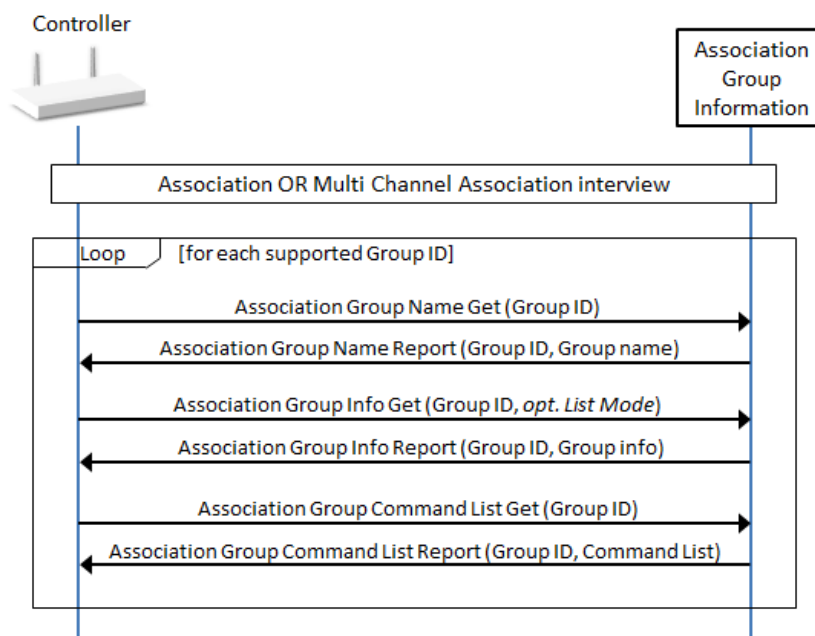 Controller
Association
Group
Information
Association OR Multi Channel Association interview
Loop [for each supported Group ID]
Association Group Name Get (Group ID)
Association Group Name Report (Group ID, Group name)
Association Group Info Get (Group ID, opt. List Mode)
Association Group Info Report (Group ID, Group info)
Association Group Command List Get (Group ID)
Association Group Command List Report (Group ID, Command List)